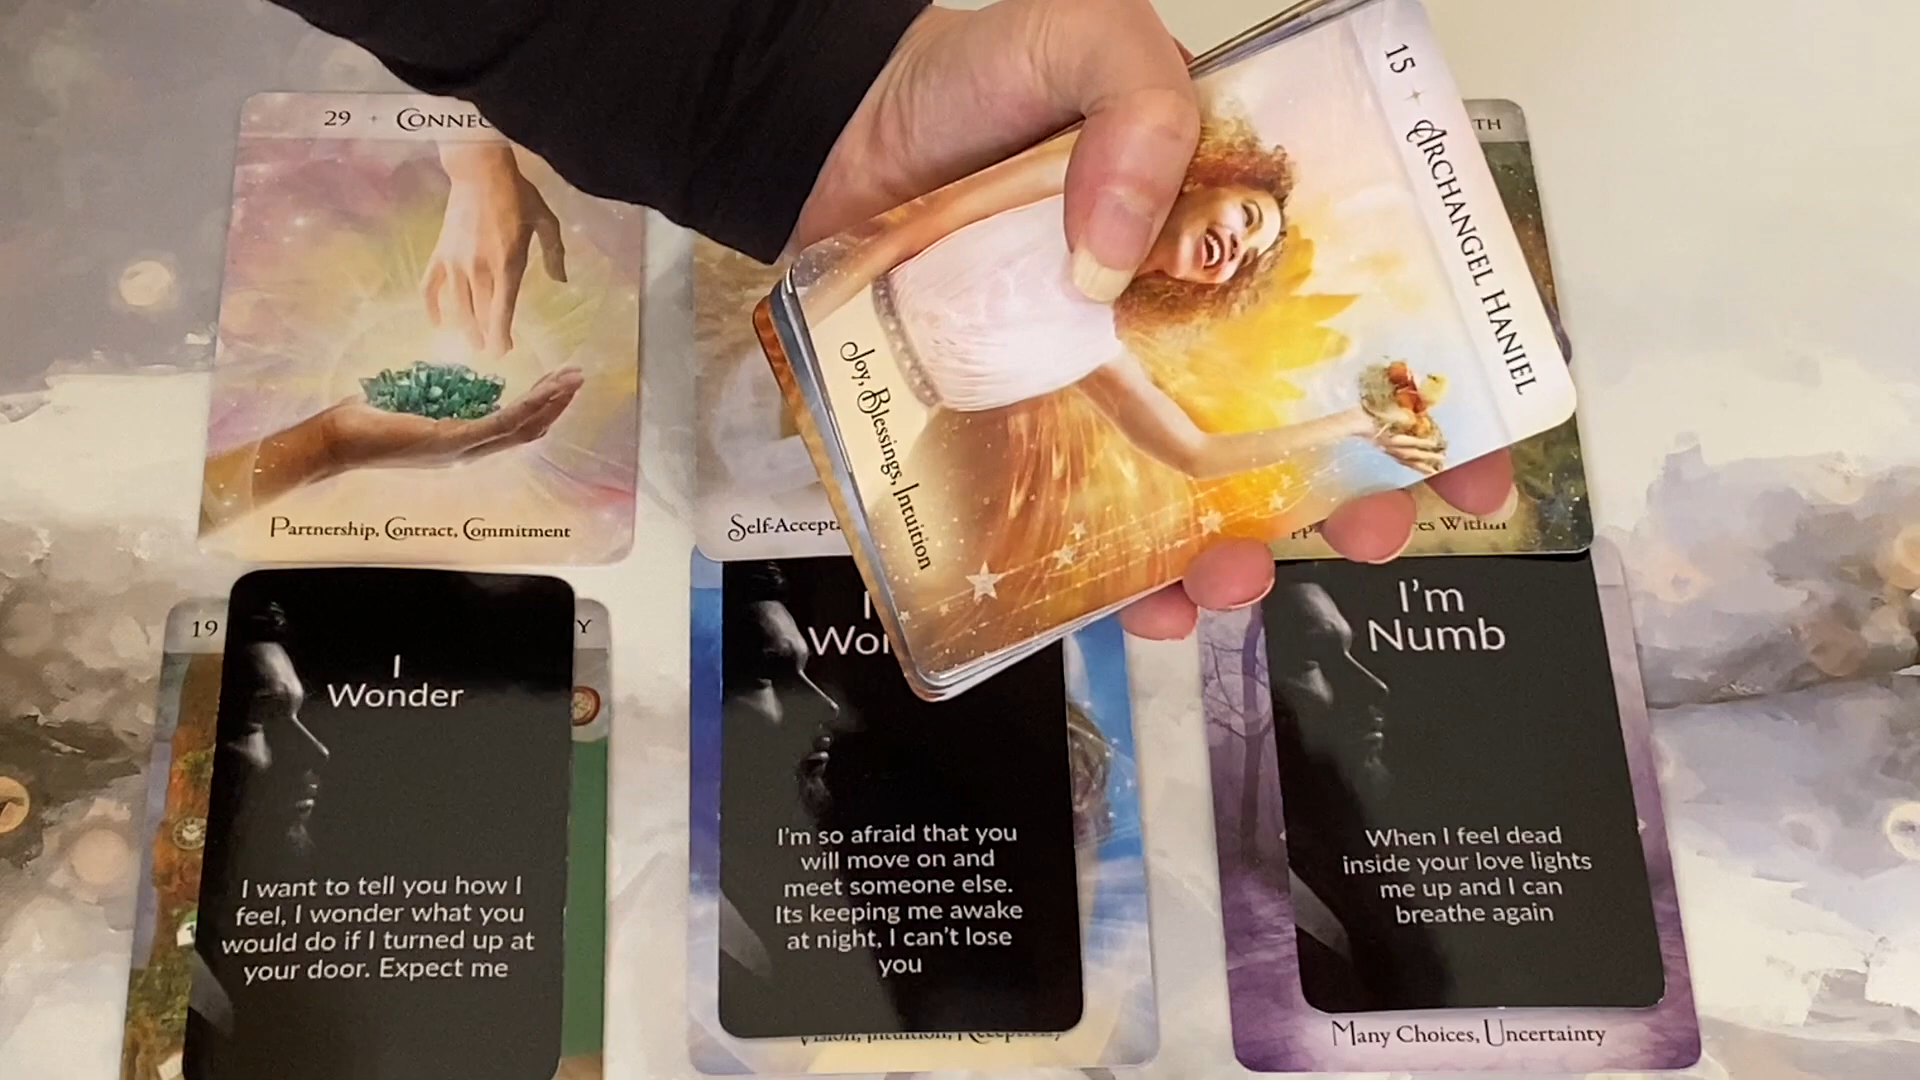 29 + CONNEC
Partnership, Contract, Commitment
15 + ARCHANGEL HANIEL
Joy, Blessings, Intuition
TH
Self-Accepta
es Within
19
Y
I
Wonder
I want to tell you how I
feel, I wonder what you
would do if I turned up at
your door. Expect me
I
Wo
I'm so afraid that you
will move on and
meet someone else.
Its keeping me awake
at night, I can't lose
you
Vision, Intuition, Receptivity
I'm
Numb
When I feel dead
inside your love lights
me up and I can
breathe again
Many Choices, Uncertainty